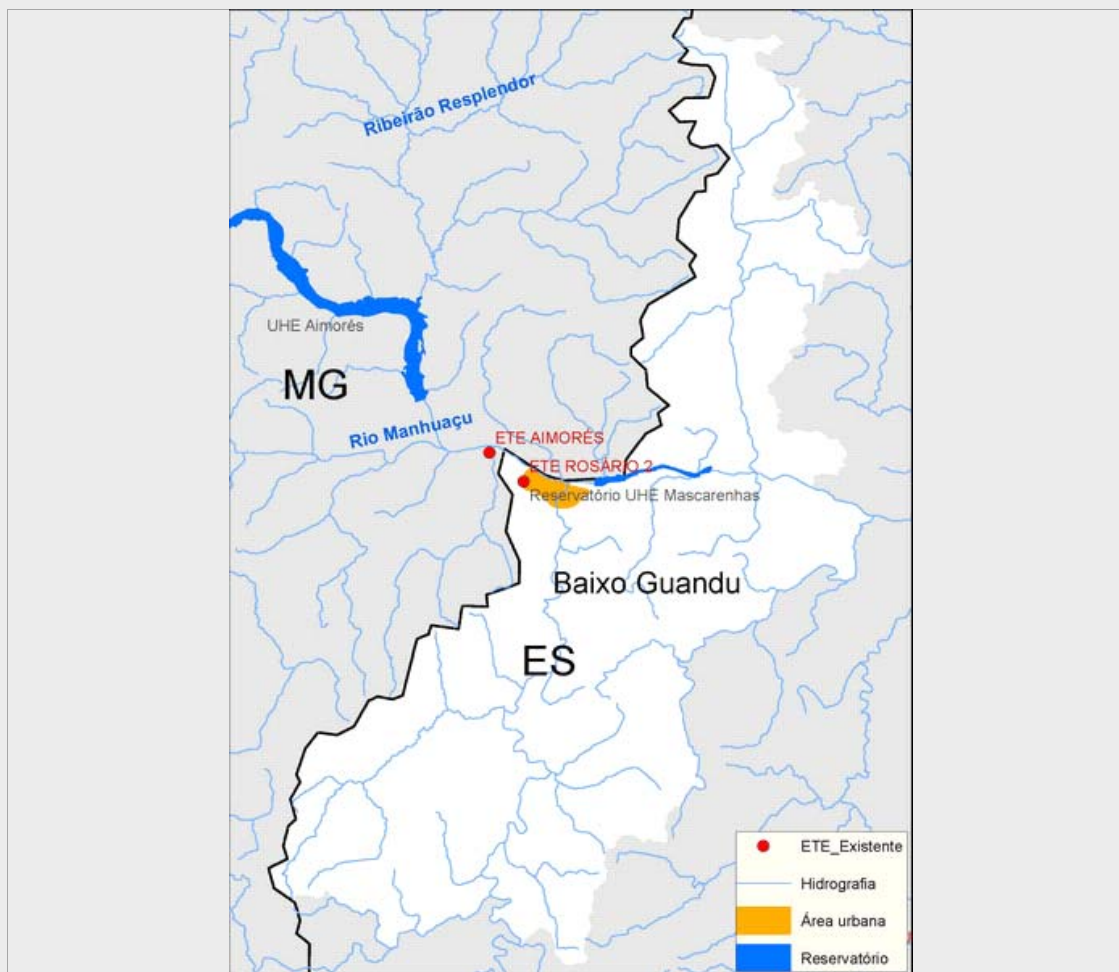 Ribeirão Resplendor
UHE Aimorés
MG
Rio Manhuaçu
ETE AIMORÉS
ETE ROSÁRIO 2
Reservatório UHE Mascarenhas
Baixo Guandu
ES
ETE_Existente
Hidrografia
Área urbana
Reservatório